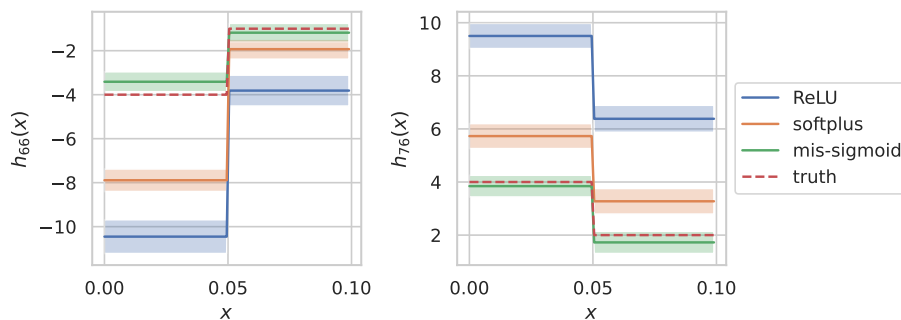 −2
−4
−6
−8
−10
h66(x)
0.00 0.05 0.10
x
10
8
6
4
2
h76(x)
0.00 0.05 0.10
x
ReLU
softplus
mis-sigmoid
truth